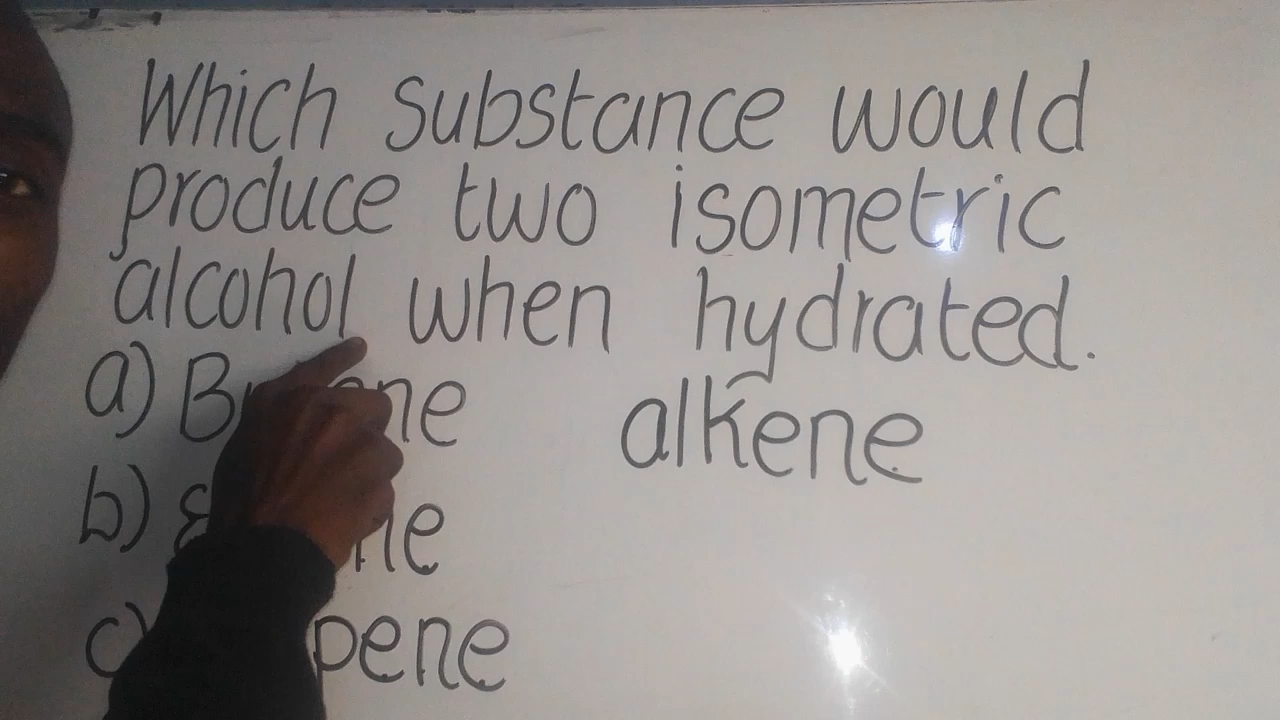 Which substance would
produce two isometric
alcohol when hydrated.
a)
alkene
b)
c)